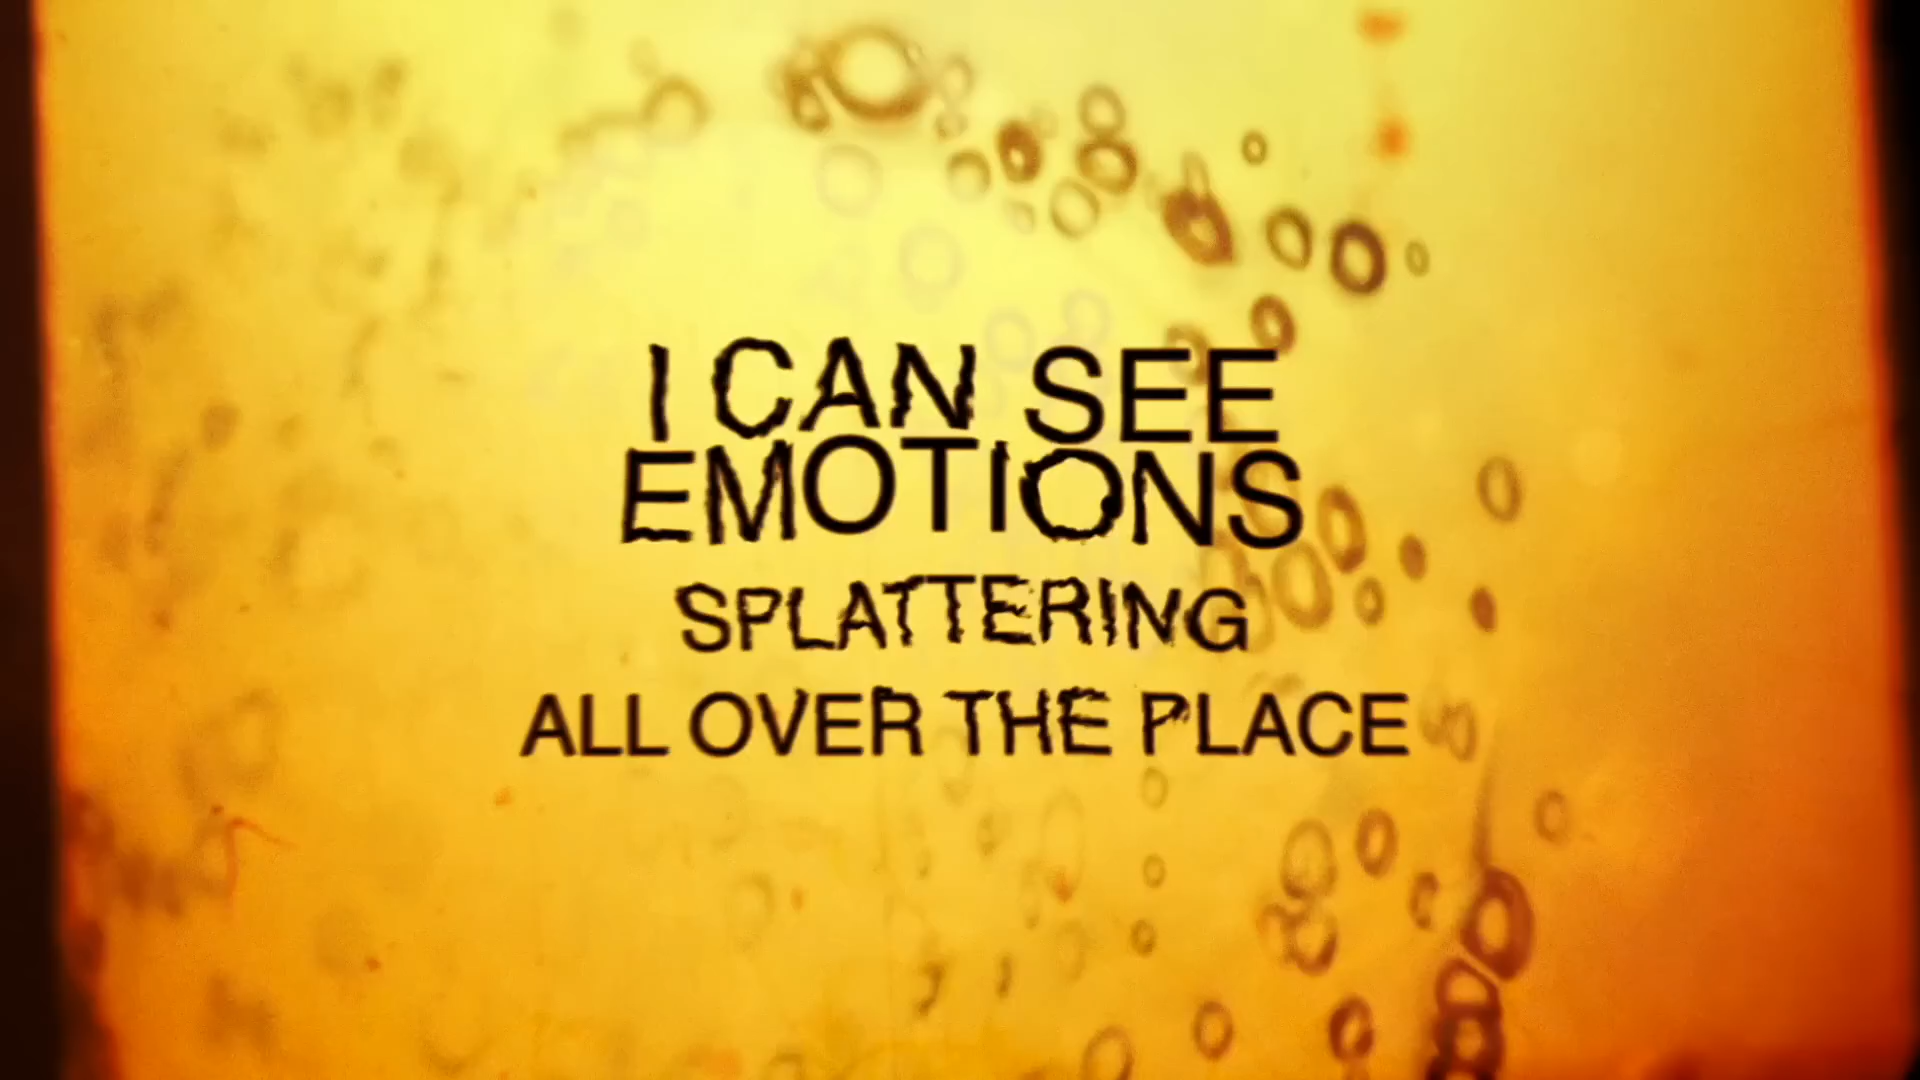 I CAN SEE
EMOTIONS
SPLATTERING
ALL OVER THE PLACE